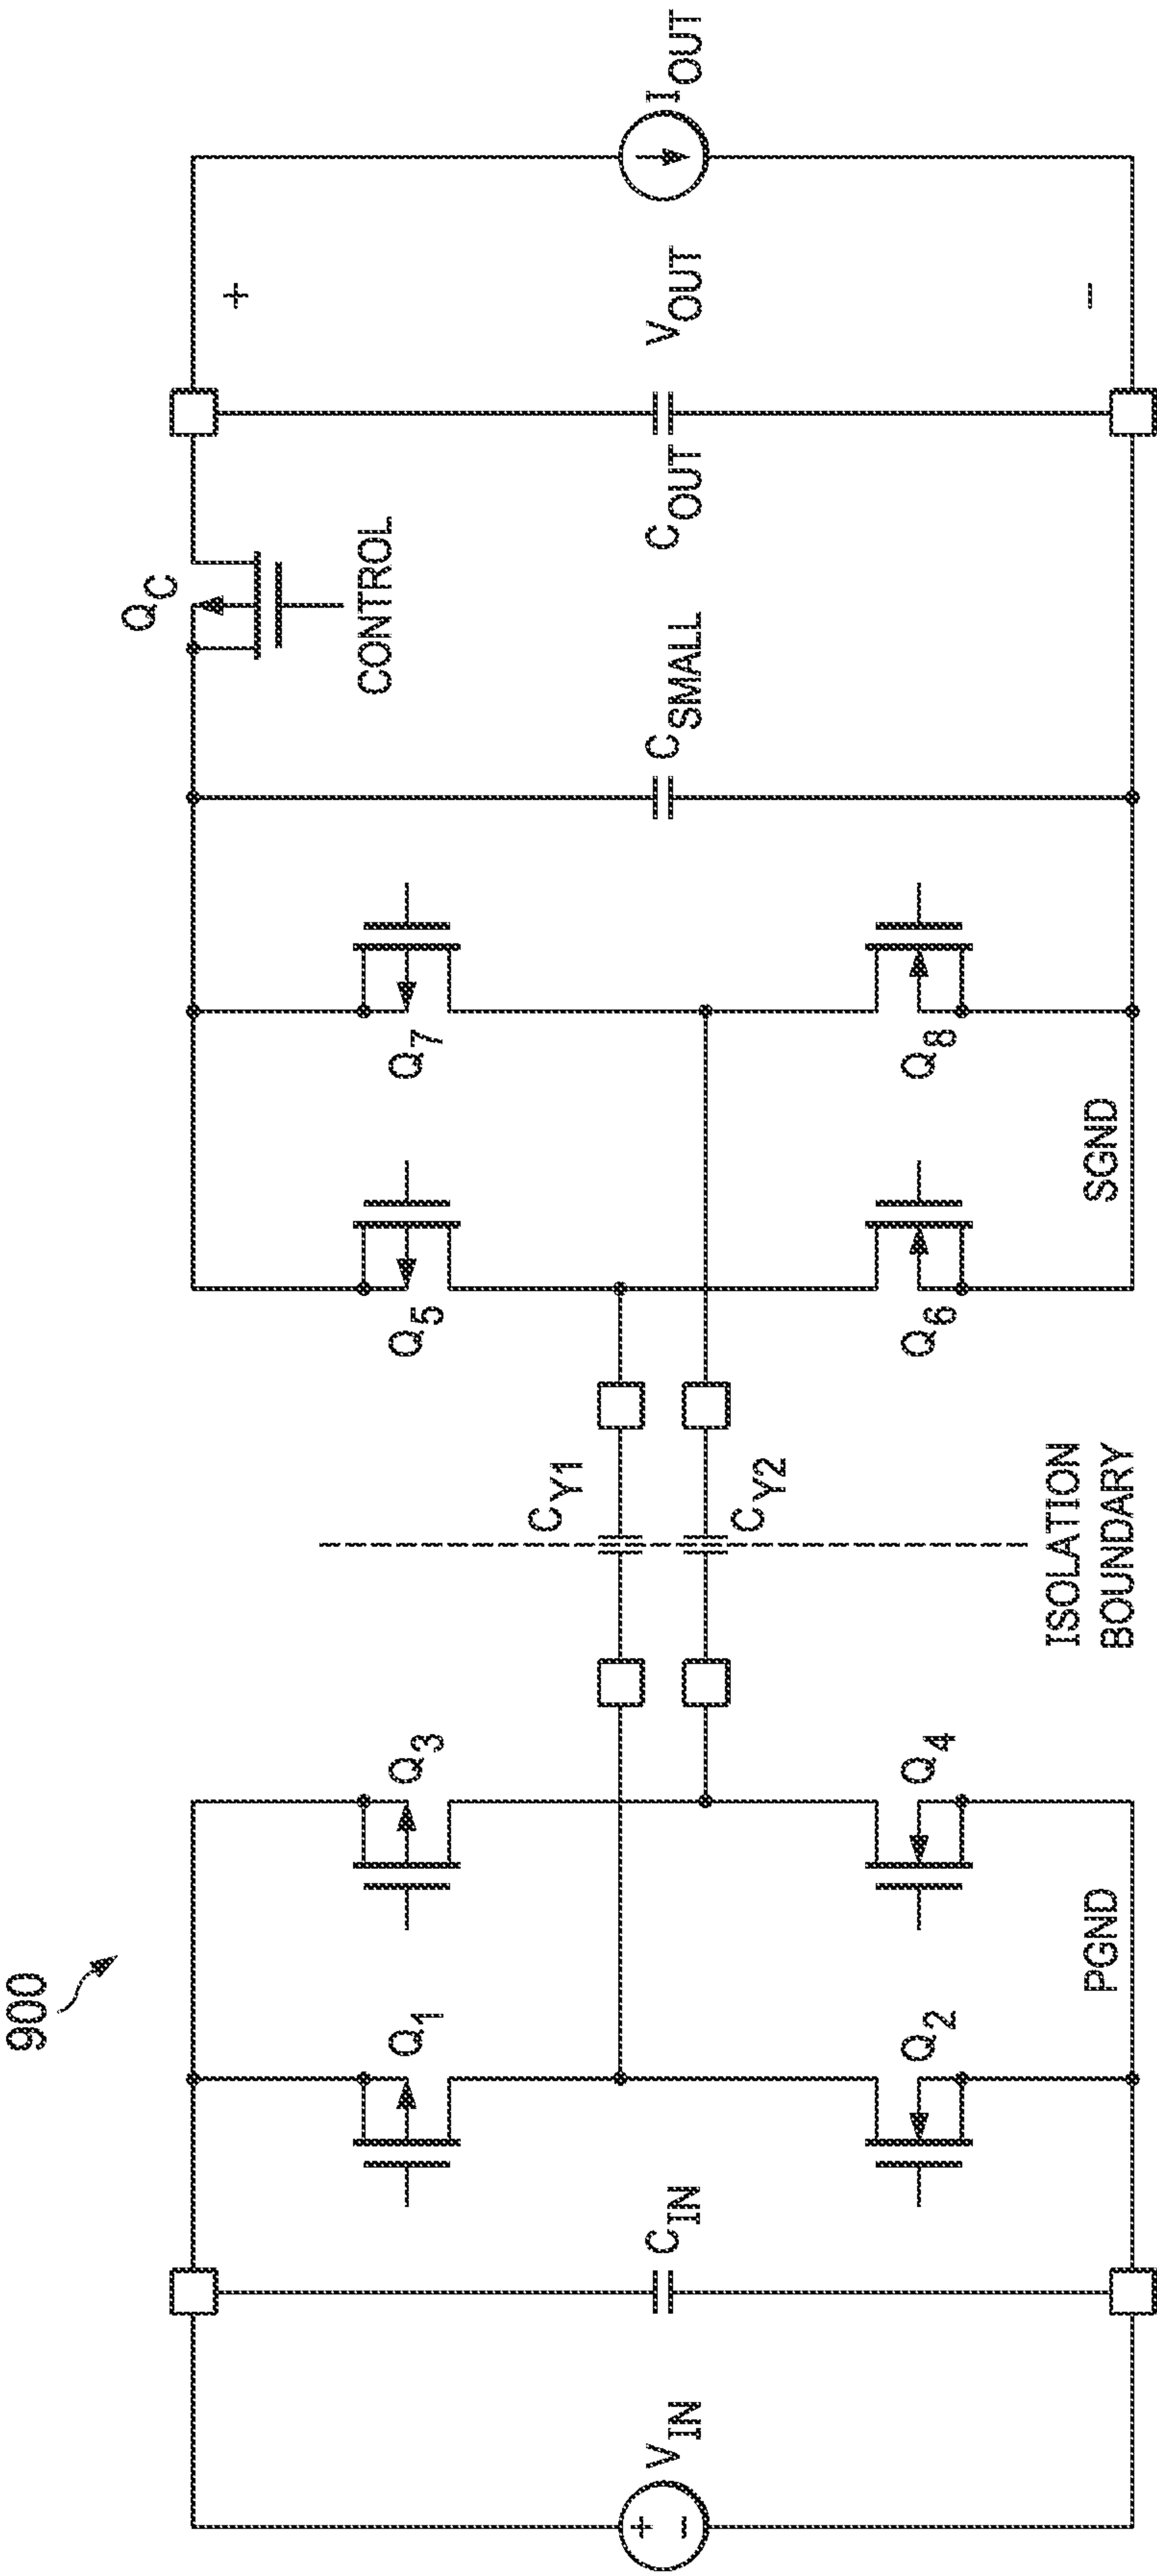 900
V_IN
C_IN
Q_1
Q_2
Q_3
Q_4
PGND
C_Y1
C_Y2
ISOLATION
BOUNDARY
Q_5
Q_6
Q_7
Q_8
SGND
C_SMALL
Q_C
CONTROL
C_OUT
V_OUT
+
−
I_OUT
+
−